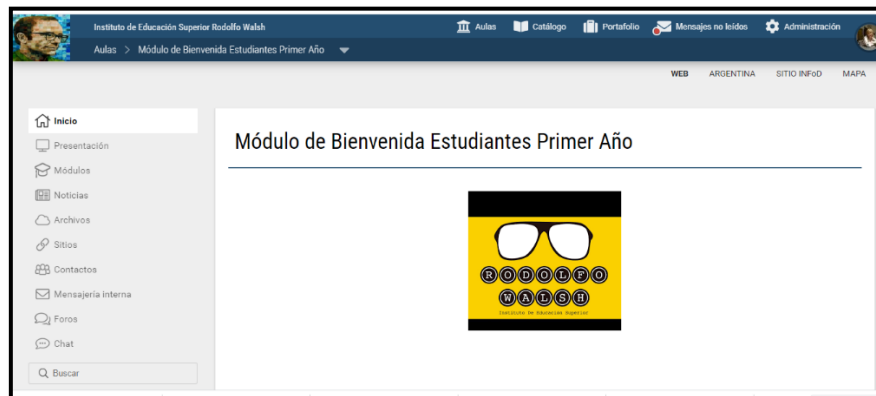 Instituto de Educación Superior Rodolfo Walsh
Aulas Catálogo Portafolio Mensajes no leídos Administración
Aulas > Módulo de Bienvenida Estudiantes Primer Año
WEB ARGENTINA SITIO INFoD MAPA
Inicio
Presentación
Módulos
Noticias
Archivos
Sitios
Contactos
Mensajería interna
Foros
Chat
Buscar
Módulo de Bienvenida Estudiantes Primer Año
RODOLFO
WALSH
Instituto De Educación Superior